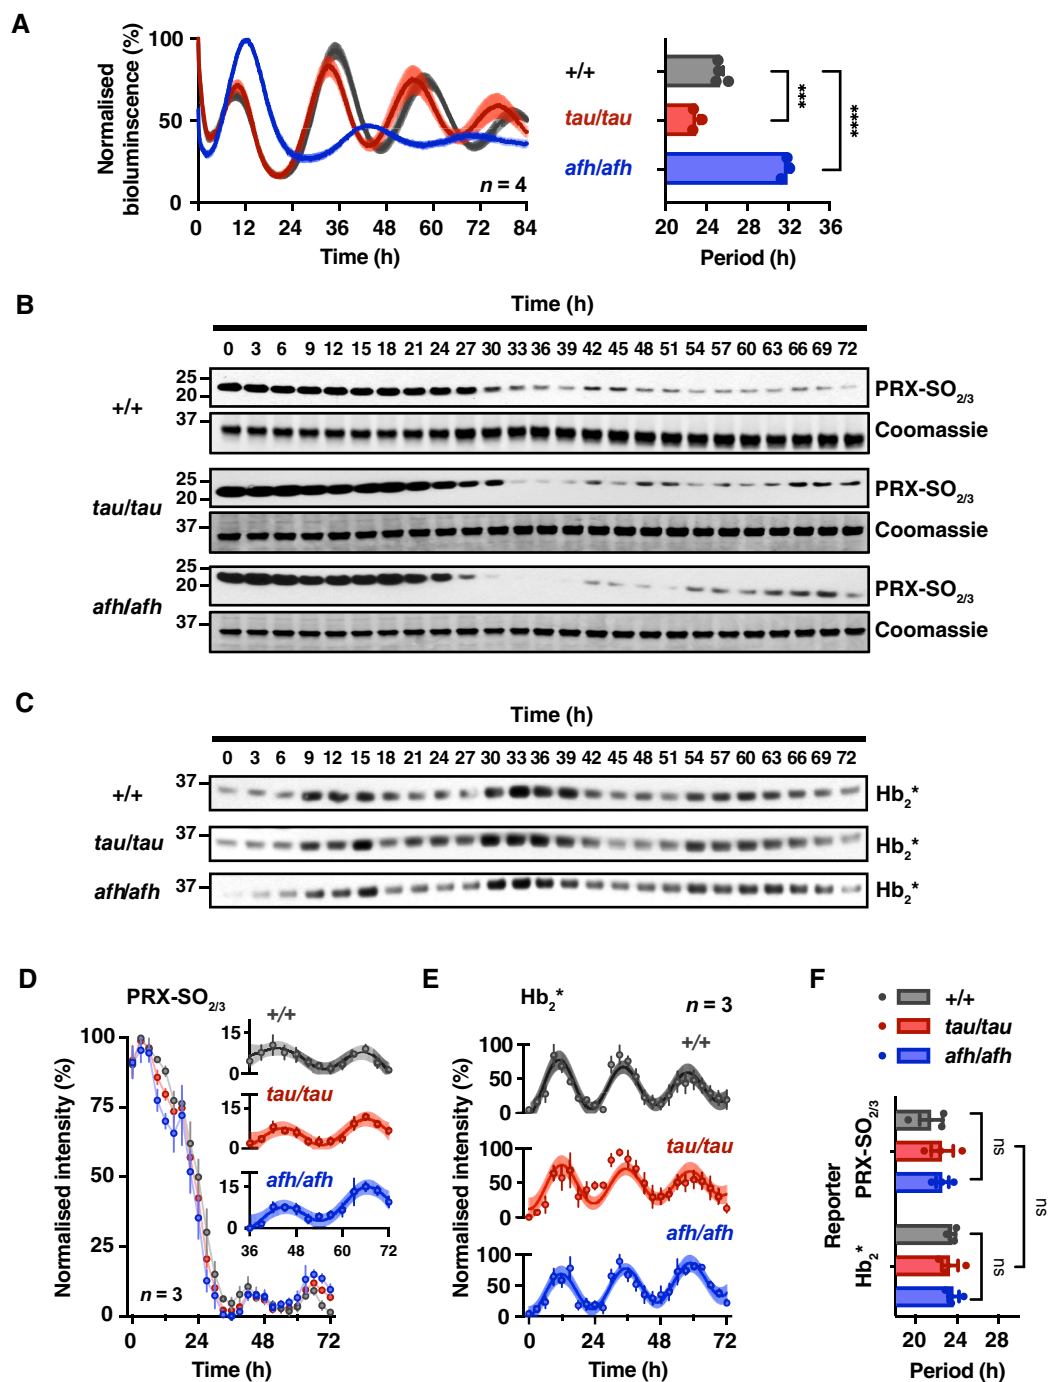 A
Normalised bioluminscence (%)
100
50
0
0 12 24 36 48 60 72 84
Time (h)
n = 4
+/+
tau/tau
afh/afh
***
****
20 24 28 32 36
Period (h)
B
Time (h)
0 3 6 9 12 15 18 21 24 27 30 33 36 39 42 45 48 51 54 57 60 63 66 69 72
+/+
25
20
PRX-SO2/3
37
Coomassie
tau/tau
25
20
PRX-SO2/3
37
Coomassie
afh/afh
25
20
PRX-SO2/3
37
Coomassie
C
Time (h)
0 3 6 9 12 15 18 21 24 27 30 33 36 39 42 45 48 51 54 57 60 63 66 69 72
+/+ 37 Hb2*
tau/tau 37 Hb2*
afh/afh 37 Hb2*
D
PRX-SO2/3
Normalised intensity (%)
100
75
50
25
0
0 24 48 72
Time (h)
n = 3
+/+
15
0
tau/tau
15
0
afh/afh
15
0
36 48 60 72
E
Hb2*
n = 3
Normalised intensity (%)
+/+
100
50
0
tau/tau
100
50
0
afh/afh
100
50
0
0 24 48 72
Time (h)
F
+/+
tau/tau
afh/afh
Reporter
PRX-SO2/3
Hb2*
ns
ns
ns
20 24 28
Period (h)